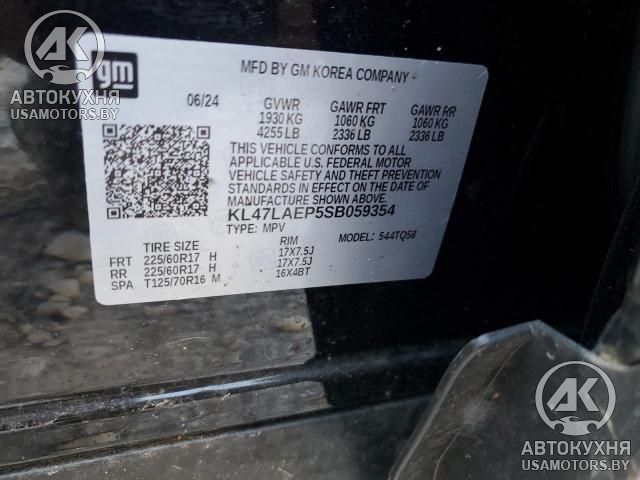 gm
MFD BY GM KOREA COMPANY
06/24 GVWR GAWR FRT GAWR RR
1930 KG 1060 KG 1060 KG
4255 LB 2336 LB 2336 LB
THIS VEHICLE CONFORMS TO ALL
APPLICABLE U.S. FEDERAL MOTOR
VEHICLE SAFETY AND THEFT PREVENTION
STANDARDS IN EFFECT ON THE DATE OF
MANUFACTURE SHOWN ABOVE.
KL47LAEP5SB059354
TYPE: MPV MODEL: 544TQ58
TIRE SIZE RIM
FRT 225/60R17 H 17X7.5J
RR 225/60R17 H 17X7.5J
SPA T125/70R16 M 16X4BT
АК
АВТОКУХНЯ
USAMOTORS.BY
АК
АВТОКУХНЯ
USAMOTORS.BY